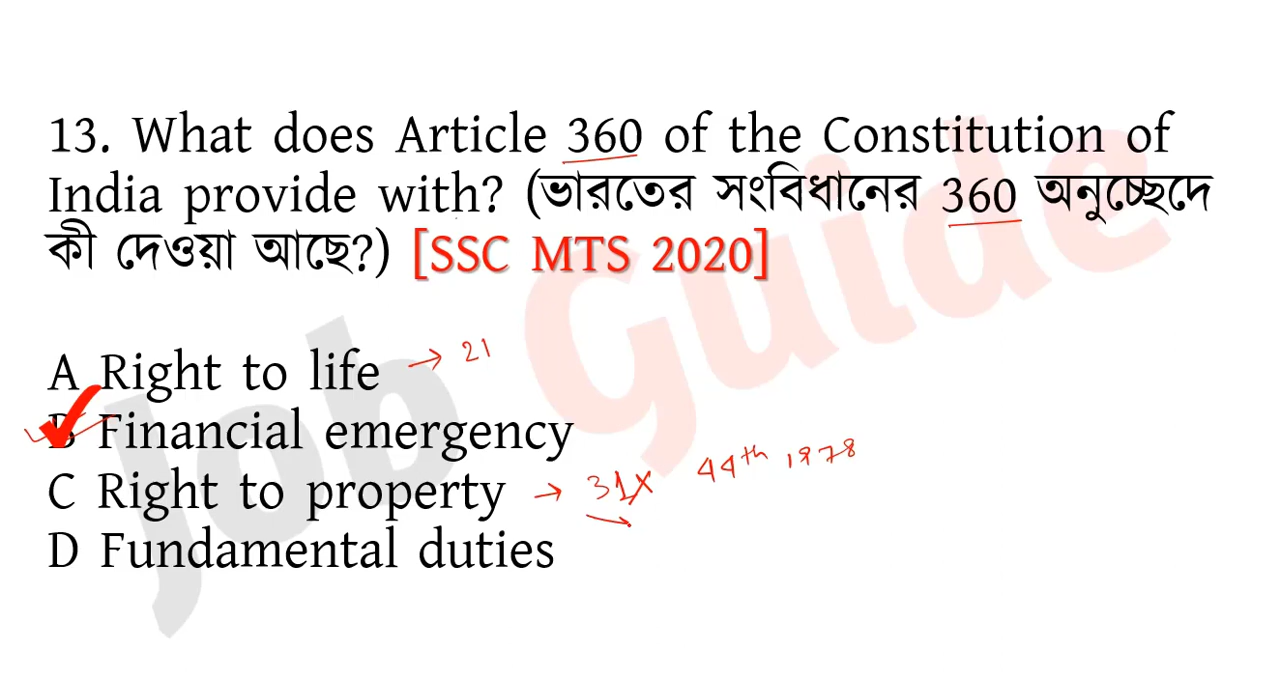 13. What does Article 360 of the Constitution of
India provide with? (ভারতের সংবিধানের 360 অনুচ্ছেদে
কী দেওয়া আছে?) [SSC MTS 2020]
A Right to life → 21
B Financial emergency
C Right to property → 31X 44th 1978
D Fundamental duties
Job Guide